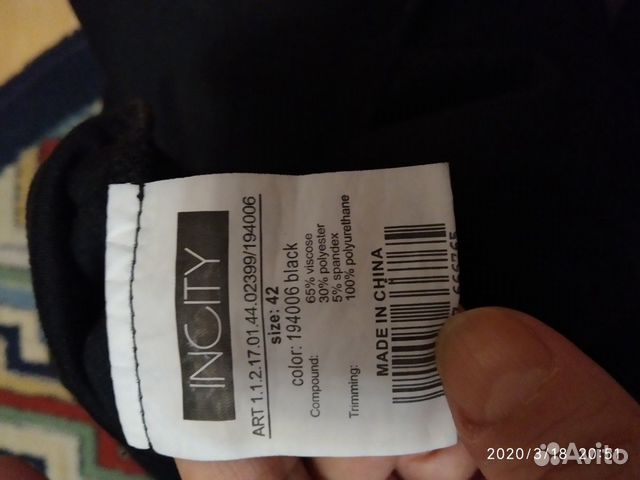 INCITY
ART 1.1.2.17.01.44.02399/194006
size: 42
color: 194006 black
Compound: 65% viscose
30% polyester
5% spandex
Trimming: 100% polyurethane
MADE IN CHINA
2020/3/18 20:51
Avito